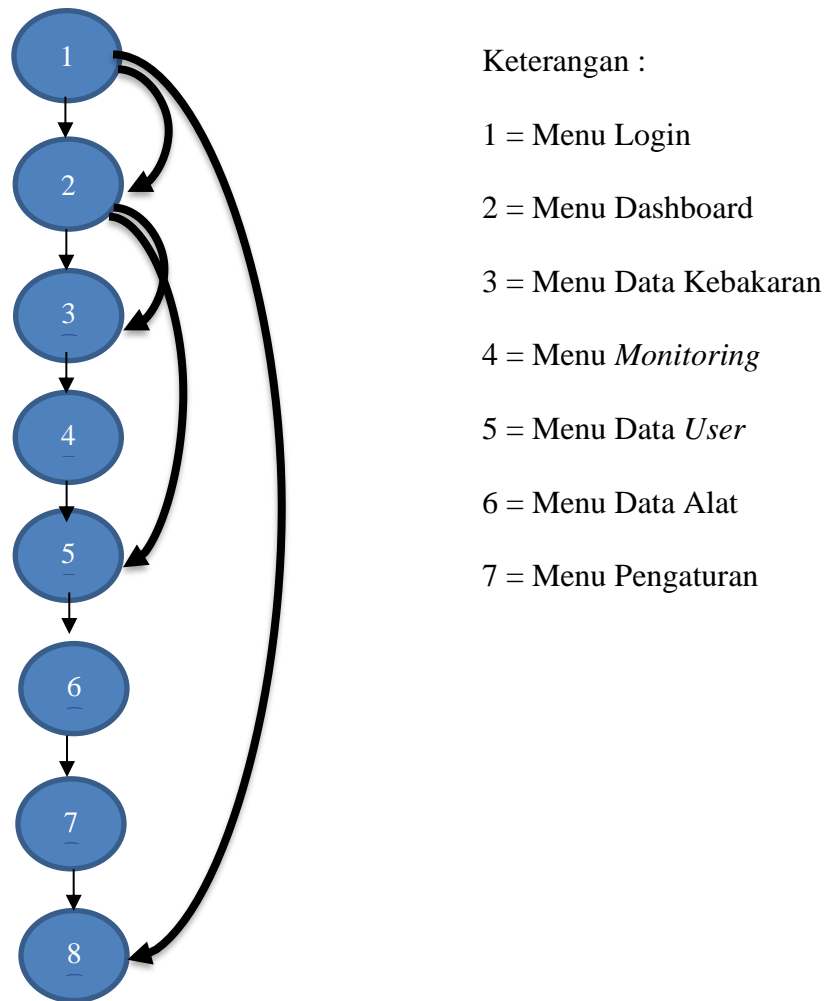 1
2
3
4
5
6
7
8
Keterangan :
1 = Menu Login
2 = Menu Dashboard
3 = Menu Data Kebakaran
4 = Menu Monitoring
5 = Menu Data User
6 = Menu Data Alat
7 = Menu Pengaturan